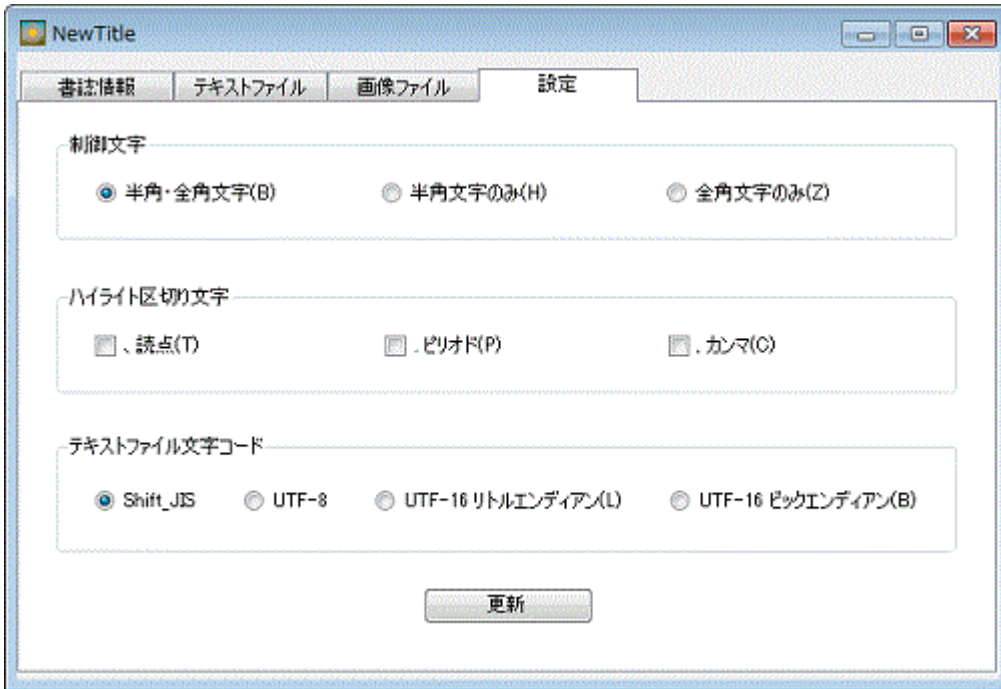 NewTitle
書誌情報 テキストファイル 画像ファイル 設定
制御文字
半角・全角文字(B) 半角文字のみ(H) 全角文字のみ(Z)
ハイライト区切り文字
、読点(T) .ピリオド(P) ,カンマ(C)
テキストファイル文字コード
Shift_JIS UTF-8 UTF-16 リトルエンディアン(L) UTF-16 ビックエンディアン(B)
更新